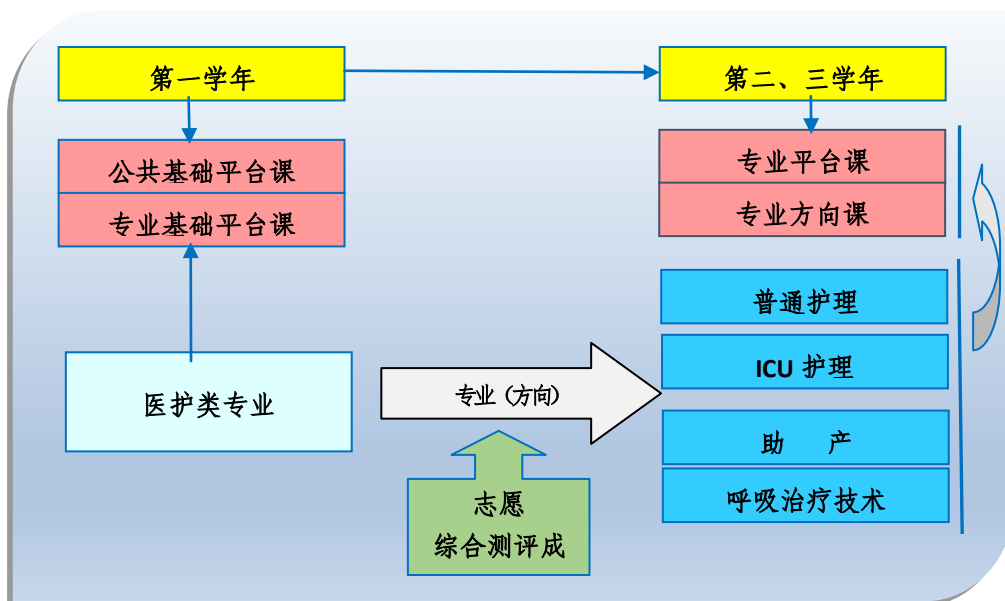 第一学年
第二、三学年
公共基础平台课
专业基础平台课
专业平台课
专业方向课
医护类专业
专业（方向）
志愿
综合测评成
普通护理
ICU 护理
助 产
呼吸治疗技术